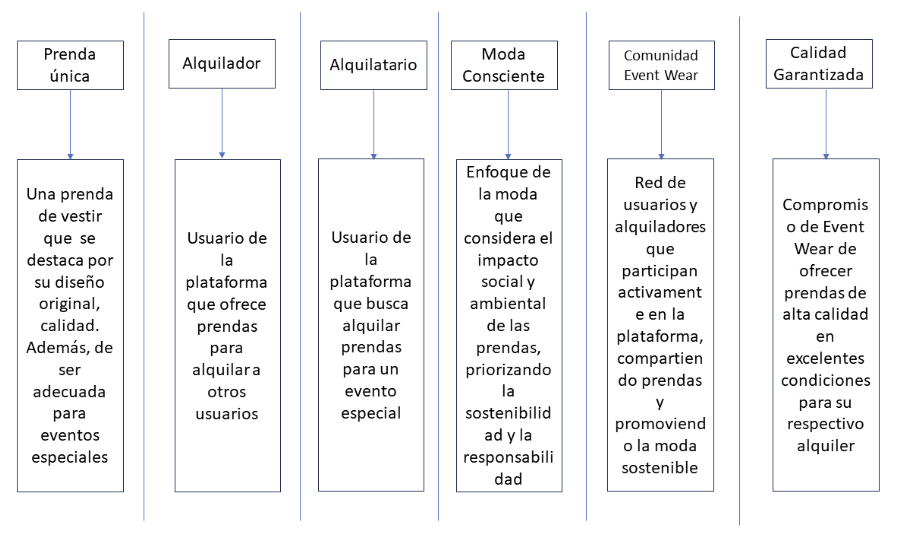 Prenda
única
Una prenda
de vestir
que se
destaca por
su diseño
original,
calidad.
Además, de
ser
adecuada
para
eventos
especiales
Alquilador
Usuario de
la
plataforma
que ofrece
prendas
para
alquilar a
otros
usuarios
Alquilatario
Usuario de
la
plataforma
que busca
alquilar
prendas
para un
evento
especial
Moda
Consciente
Enfoque de
la moda
que
considera el
impacto
social y
ambiental
de las
prendas,
priorizando
la
sostenibilid
ad y la
responsabili
dad
Comunidad
Event Wear
Red de
usuarios y
alquiladores
que
participan
activament
e en la
plataforma,
compartien
do prendas
y
promoviend
o la moda
sostenible
Calidad
Garantizada
Compromis
o de Event
Wear de
ofrecer
prendas de
alta calidad
en
excelentes
condiciones
para su
respectivo
alquiler